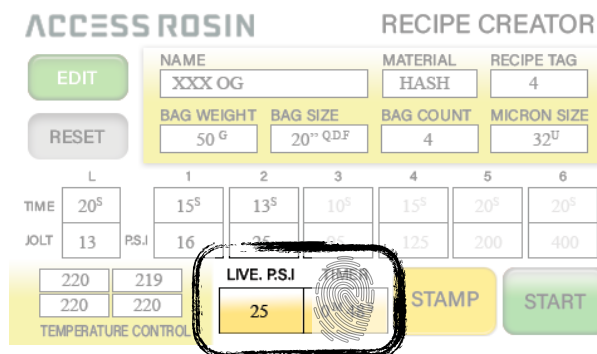 ACCESS ROSIN RECIPE CREATOR
EDIT NAME MATERIAL RECIPE TAG
XXX OG HASH 4
BAG WEIGHT BAG SIZE BAG COUNT MICRON SIZE
RESET 50 G 20” Q.D.F 4 32U
L 1 2 3 4 5 6
TIME 20S 15S 13S 10S 15S 20S 20S
JOLT 13 P.S.I 16 125 200 400
220 219 LIVE. P.S.I TIMER
220 220 25 STAMP START
TEMPERATURE CONTROL